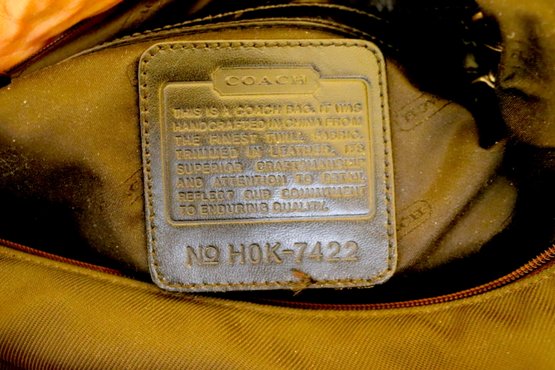 COACH
THIS IS A COACH BAG. IT WAS
HANDCRAFTED IN CHINA FROM
THE FINEST TWILL FABRIC,
TRIMMED IN LEATHER. ITS
SUPERIOR CRAFTMANSHIP
AND ATTENTION TO DETAIL
REFLECT OUR COMMITMENT
TO ENDURING QUALITY.
No H0K-7422